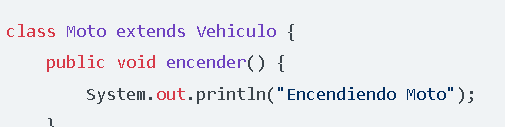 class Moto extends Vehiculo {
    public void encender() {
        System.out.println("Encendiendo Moto");
    }